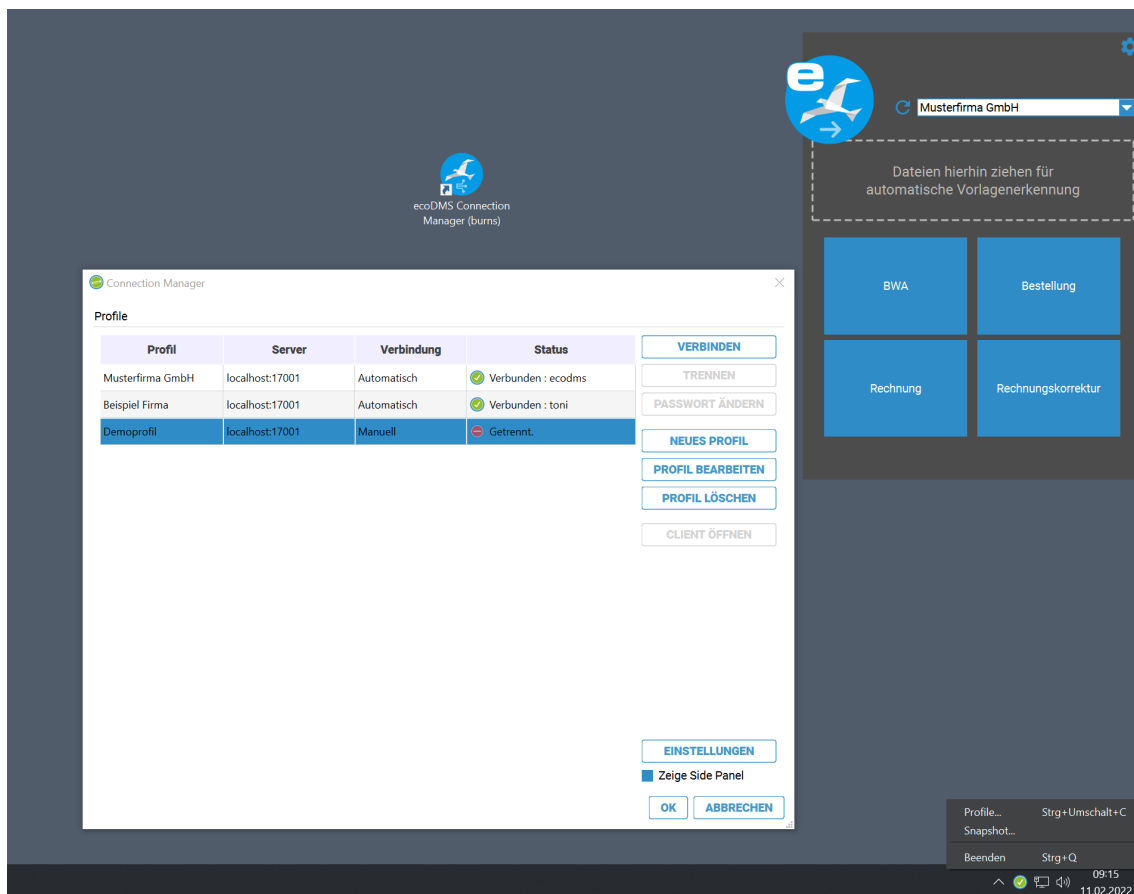 e
Musterfirma GmbH
Dateien hierhin ziehen für
automatische Vorlagenerkennung
ecoDMS Connection
Manager (burns)
BWA
Bestellung
Rechnung
Rechnungskorrektur
Connection Manager
Profile
Profil Server Verbindung Status
Musterfirma GmbH localhost:17001 Automatisch Verbunden : ecodms
Beispiel Firma localhost:17001 Automatisch Verbunden : toni
Demoprofil localhost:17001 Manuell Getrennt.
VERBINDEN
TRENNEN
PASSWORT ÄNDERN
NEUES PROFIL
PROFIL BEARBEITEN
PROFIL LÖSCHEN
CLIENT ÖFFNEN
EINSTELLUNGEN
Zeige Side Panel
OK ABBRECHEN
Profile... Strg+Umschalt+C
Snapshot...
Beenden Strg+Q
09:15
11.02.2022